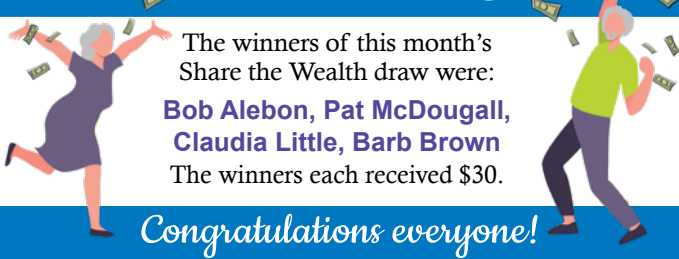 The winners of this month's
Share the Wealth draw were:
Bob Alebon, Pat McDougall,
Claudia Little, Barb Brown
The winners each received $30.
Congratulations everyone!